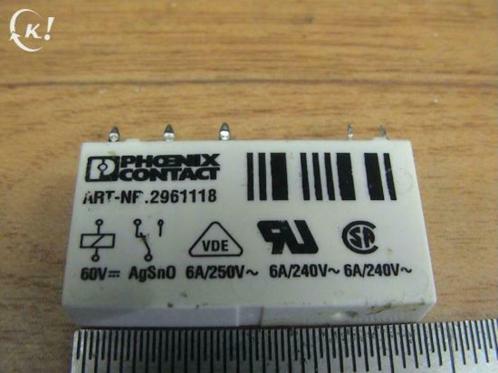 K!
PHOENIX
CONTACT
ART-NR.2961118
VDE
60V⎓ AgSnO 6A/250V~ 6A/240V~ 6A/240V~